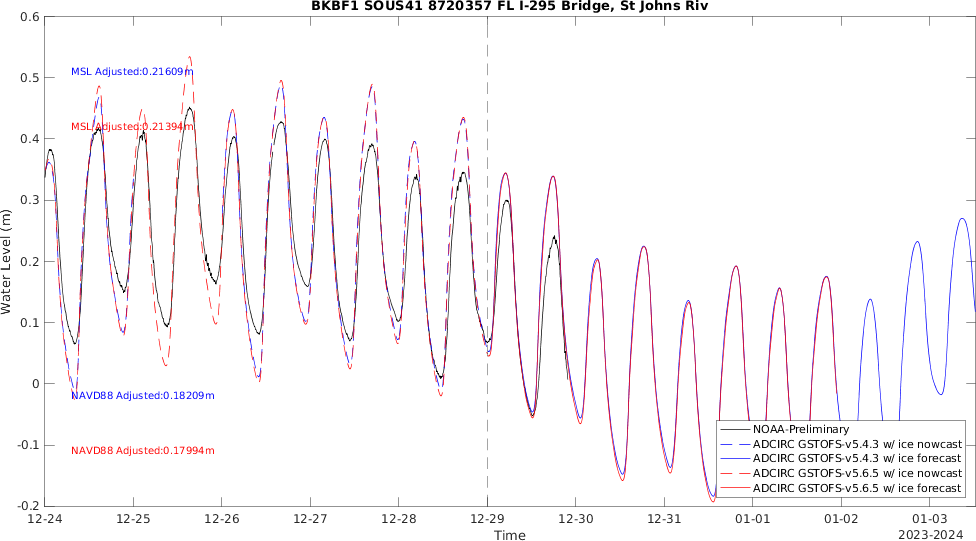 BKBF1 SOUS41 8720357 FL I-295 Bridge, St Johns Riv
0.6
0.5
0.4
0.3
0.2
0.1
0
-0.1
-0.2
Water Level (m)
MSL Adjusted:0.21609m
MSL Adjusted:0.21394m
NAVD88 Adjusted:0.18209m
NAVD88 Adjusted:0.17994m
NOAA-Preliminary
ADCIRC GSTOFS-v5.4.3 w/ ice nowcast
ADCIRC GSTOFS-v5.4.3 w/ ice forecast
ADCIRC GSTOFS-v5.6.5 w/ ice nowcast
ADCIRC GSTOFS-v5.6.5 w/ ice forecast
12-24 12-25 12-26 12-27 12-28 12-29 12-30 12-31 01-01 01-02 01-03
Time
2023-2024